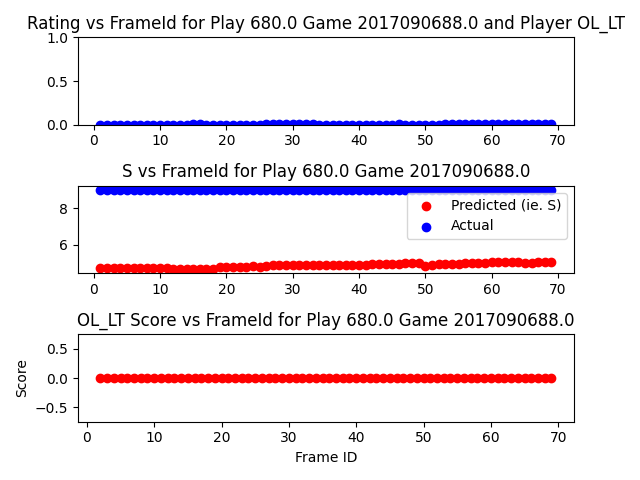 Rating vs FrameId for Play 680.0 Game 2017090688.0 and Player OL_LT
1.0
0.5
0.0
0 10 20 30 40 50 60 70
S vs FrameId for Play 680.0 Game 2017090688.0
8
6
Predicted (ie. S)
Actual
0 10 20 30 40 50 60 70
OL_LT Score vs FrameId for Play 680.0 Game 2017090688.0
Score
0.5
0.0
−0.5
0 10 20 30 40 50 60 70
Frame ID